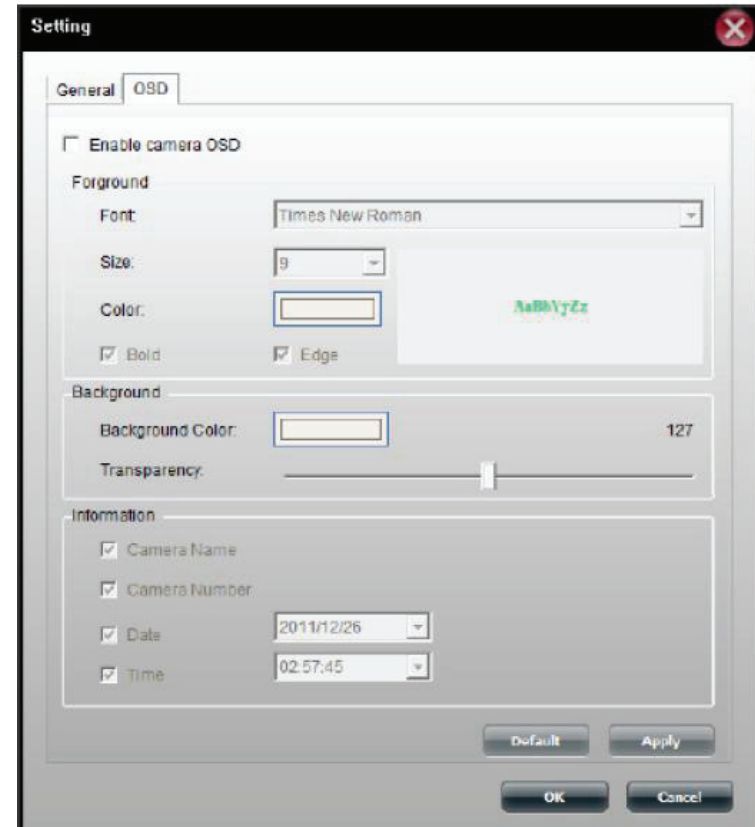 Setting
General OSD
Enable camera OSD
Forground
Font: Times New Roman
Size: 9
AaBbYyZz
Color:
Bold Edge
Background
Background Color: 127
Transparency:
Information
Camera Name
Camera Number
Date 2011/12/26
Time 02:57:45
Default Apply
OK Cancel